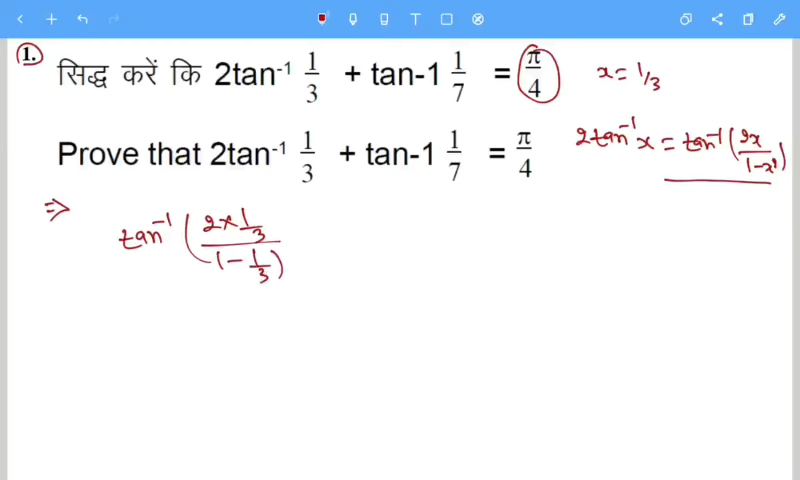 1.
सिद्ध करें कि 2tan⁻¹ 1/3 + tan-1 1/7 = π/4
x = 1/3
Prove that 2tan⁻¹ 1/3 + tan-1 1/7 = π/4
2tan⁻¹x = tan⁻¹(2x/1-x²)
⇒ tan⁻¹(2×1/3 / 1-1/3)